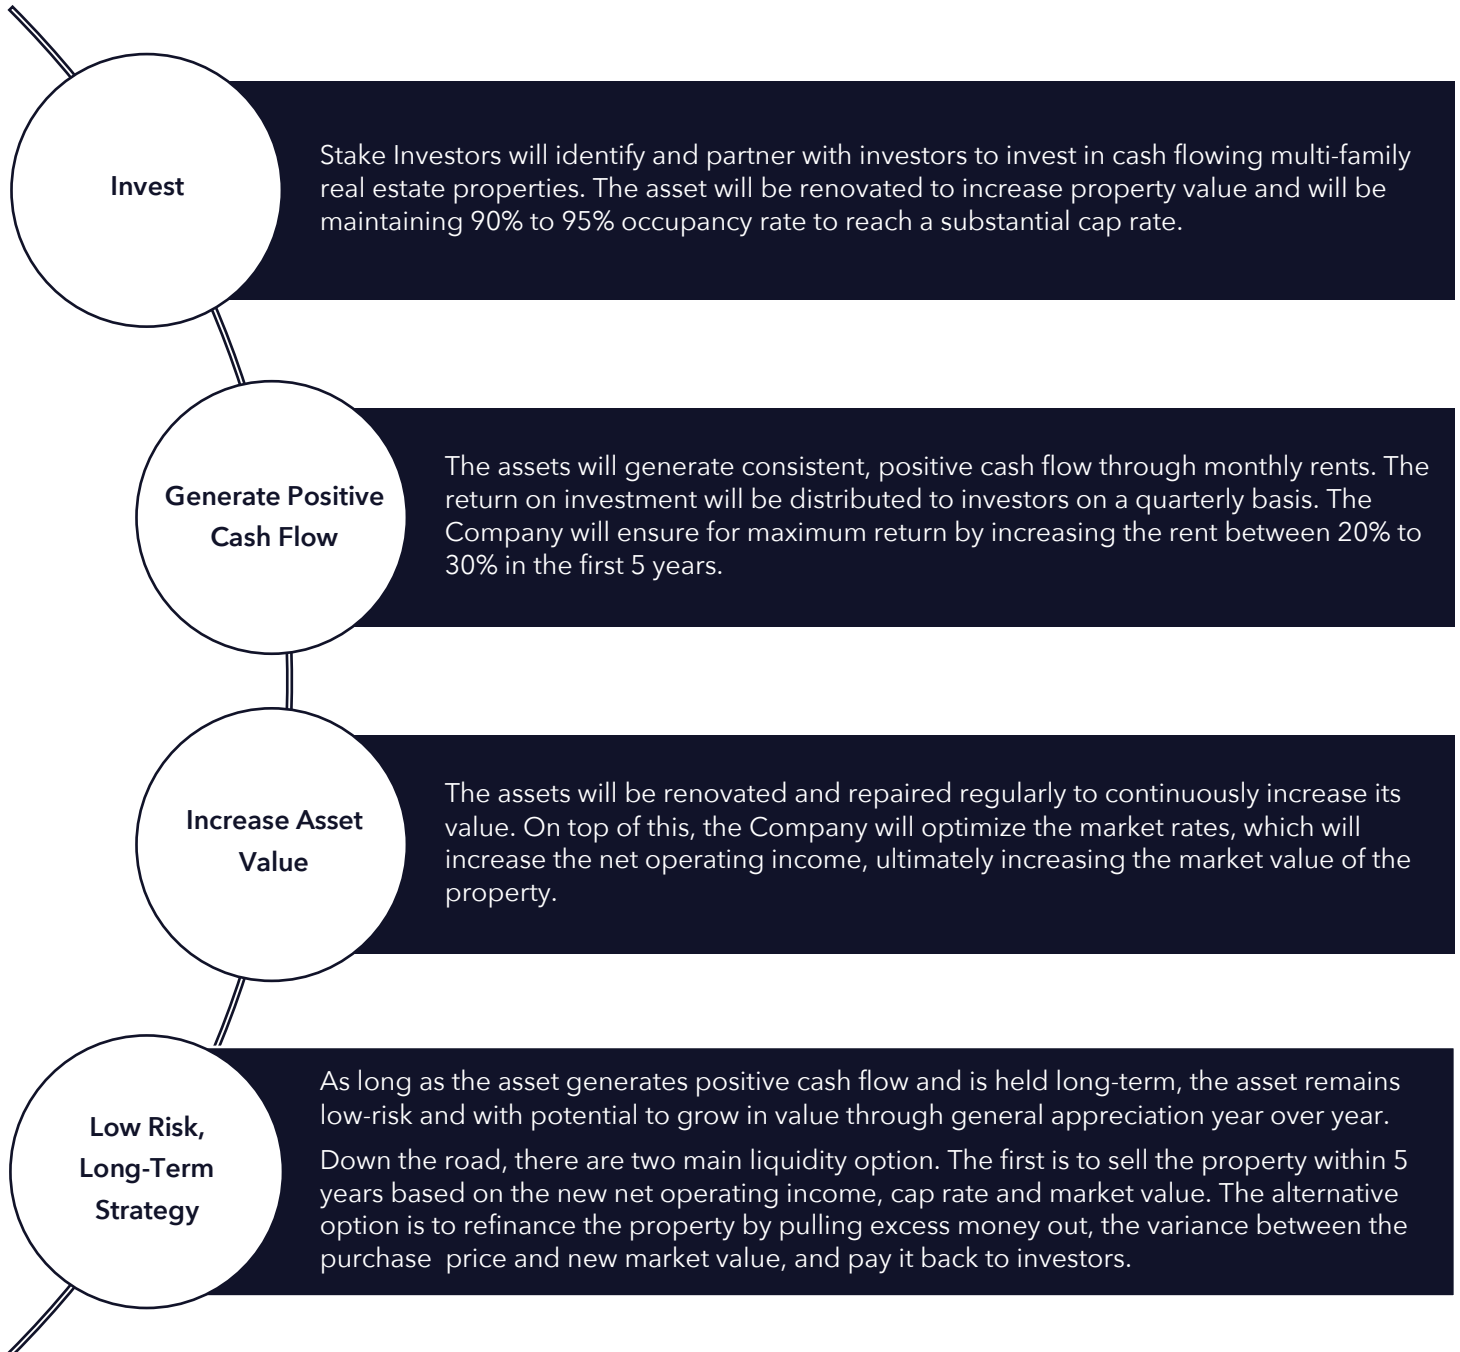 Invest
Stake Investors will identify and partner with investors to invest in cash flowing multi-family
real estate properties. The asset will be renovated to increase property value and will be
maintaining 90% to 95% occupancy rate to reach a substantial cap rate.
Generate Positive
Cash Flow
The assets will generate consistent, positive cash flow through monthly rents. The
return on investment will be distributed to investors on a quarterly basis. The
Company will ensure for maximum return by increasing the rent between 20% to
30% in the first 5 years.
Increase Asset
Value
The assets will be renovated and repaired regularly to continuously increase its
value. On top of this, the Company will optimize the market rates, which will
increase the net operating income, ultimately increasing the market value of the
property.
Low Risk,
Long-Term
Strategy
As long as the asset generates positive cash flow and is held long-term, the asset remains
low-risk and with potential to grow in value through general appreciation year over year.
Down the road, there are two main liquidity option. The first is to sell the property within 5
years based on the new net operating income, cap rate and market value. The alternative
option is to refinance the property by pulling excess money out, the variance between the
purchase  price and new market value, and pay it back to investors.